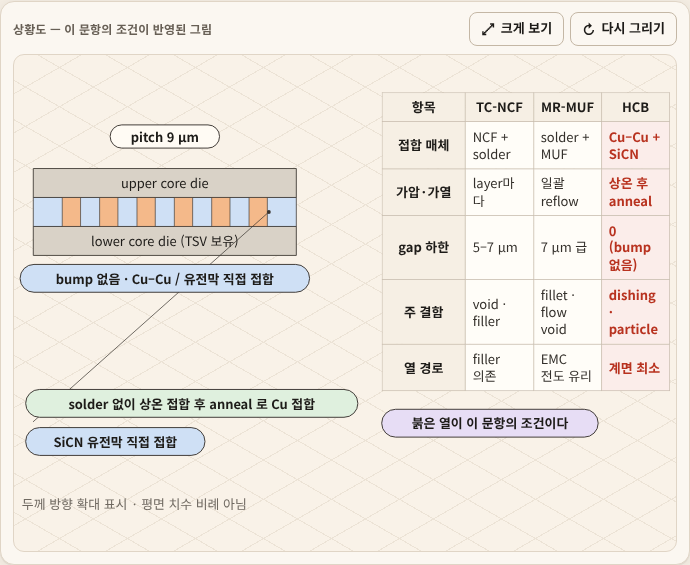 상황도 — 이 문항의 조건이 반영된 그림
크게 보기
다시 그리기
pitch 9 µm
upper core die
lower core die (TSV 보유)
bump 없음 · Cu–Cu / 유전막 직접 접합
solder 없이 상온 접합 후 anneal 로 Cu 접합
SiCN 유전막 직접 접합
두께 방향 확대 표시 · 평면 치수 비례 아님
항목 TC-NCF MR-MUF HCB
접합 매체 NCF + solder solder + MUF Cu–Cu + SiCN
가압·가열 layer마다 일괄 reflow 상온 후 anneal
gap 하한 5–7 µm 7 µm 급 0 (bump 없음)
주 결함 void · filler fillet · flow void dishing · particle
열 경로 filler 의존 EMC 전도 유리 계면 최소
붉은 열이 이 문항의 조건이다